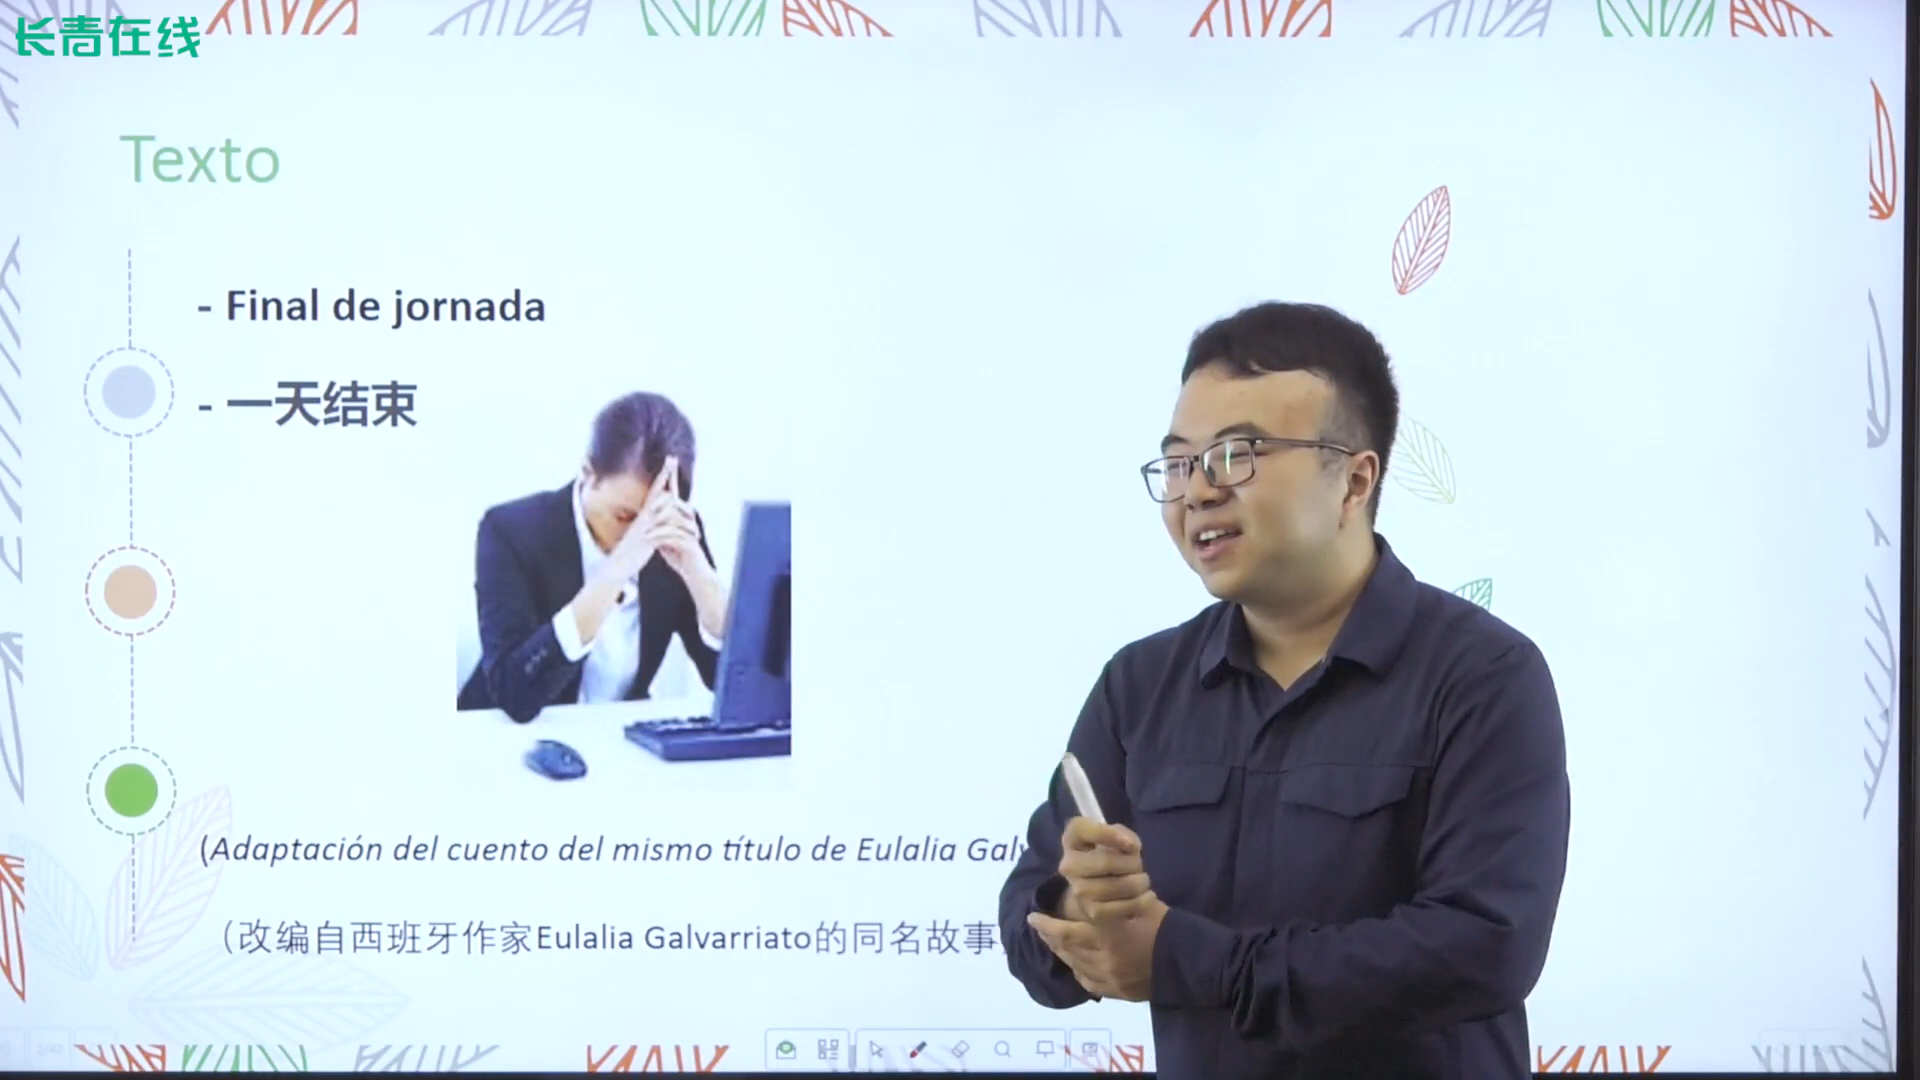 长青在线
Texto
- Final de jornada
- 一天结束
(Adaptación del cuento del mismo título de Eulalia
（改编自西班牙作家Eulalia Galvarriato的同名故事